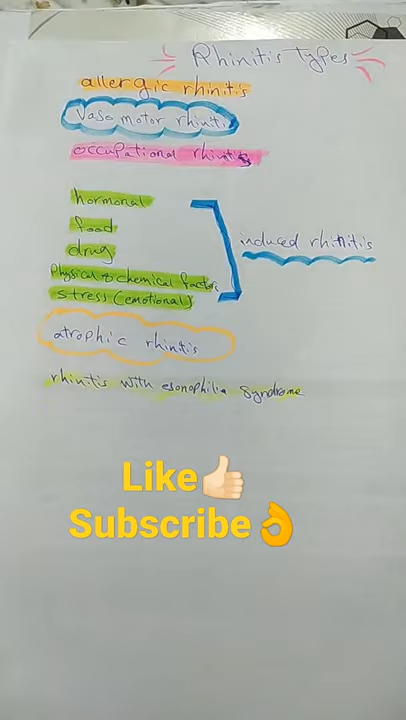 Rhinitis Types
allergic rhinitis
Vaso motor rhiniti
occupational rhinitis
hormonal
food
drug
Physical & chemical factors
stress (emotional)
induced rhinitis
atrophic rhinitis
rhinitis with esonophilia syndrome
Like👍🏻
Subscribe👌